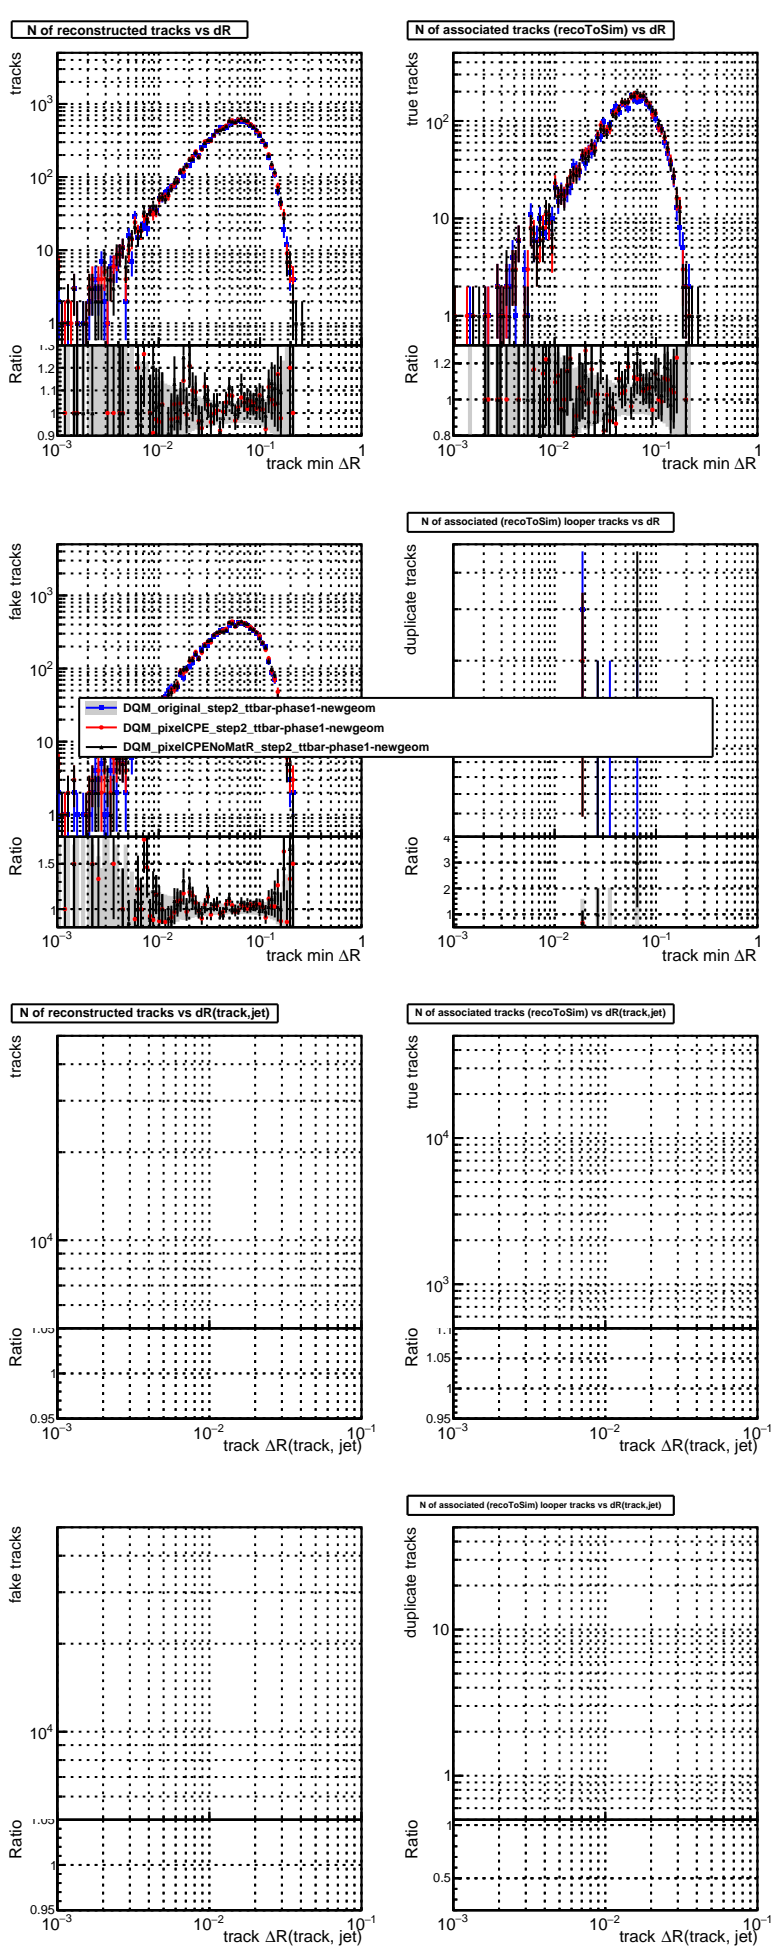 N of reconstructed tracks vs dR
tracks
10³
10²
10
1
Ratio
1.3
1.2
1.1
1
0.9
10⁻³ 10⁻² 10⁻¹ 1
track min ΔR
N of associated tracks (recoToSim) vs dR
true tracks
10²
10
1
Ratio
1.2
1
0.8
10⁻³ 10⁻² 10⁻¹ 1
track min ΔR
fake tracks
10³
10²
10
1
Ratio
1.5
1
10⁻³ 10⁻² 10⁻¹ 1
track min ΔR
N of associated (recoToSim) looper tracks vs dR
duplicate tracks
Ratio
4
3
2
1
10⁻³ 10⁻² 10⁻¹ 1
track min ΔR
DQM_original_step2_ttbar-phase1-newgeom
DQM_pixelCPE_step2_ttbar-phase1-newgeom
DQM_pixelCPENoMatR_step2_ttbar-phase1-newgeom
N of reconstructed tracks vs dR(track,jet)
tracks
10⁴
Ratio
1.05
1
0.95
10⁻³ 10⁻² 10⁻¹
track ΔR(track, jet)
N of associated tracks (recoToSim) vs dR(track,jet)
true tracks
10⁴
10³
Ratio
1.1
1.05
1
0.95
10⁻³ 10⁻² 10⁻¹
track ΔR(track, jet)
fake tracks
10⁴
Ratio
1.05
1
0.95
10⁻³ 10⁻² 10⁻¹
track ΔR(track, jet)
N of associated (recoToSim) looper tracks vs dR(track,jet)
duplicate tracks
10
1
Ratio
1
0.5
10⁻³ 10⁻² 10⁻¹
track ΔR(track, jet)